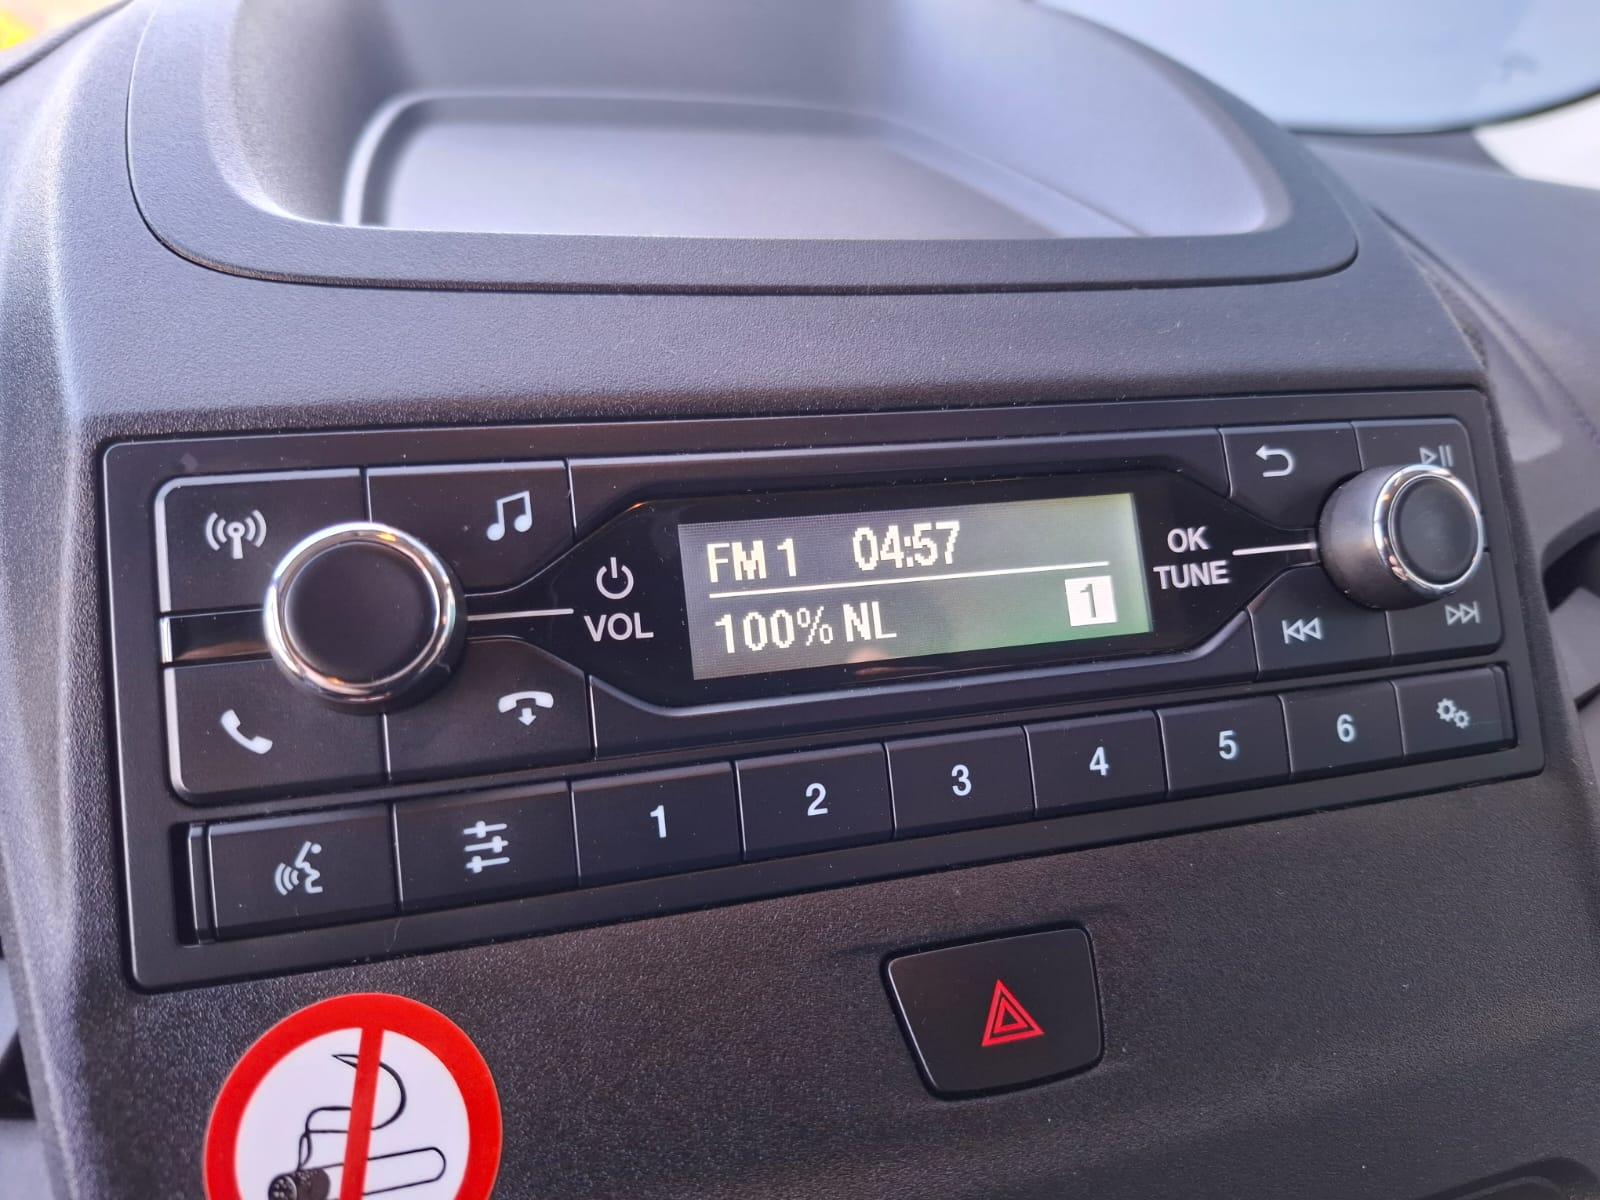 FM 1 04:57
100% NL 1
VOL
OK
TUNE
1 2 3 4 5 6